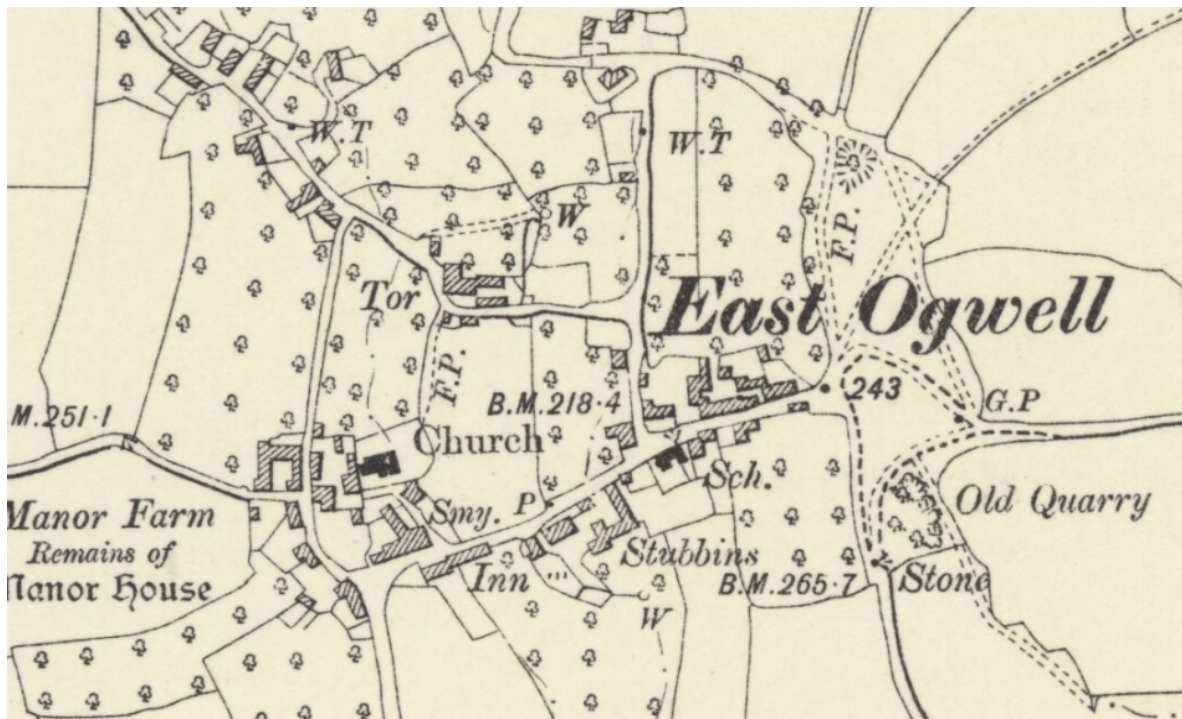 W.T
W.T
W
F.P.
Tor
East Ogwell
F.P.
M.251·1
B.M.218·4
243
G.P
Church
Sch.
Manor Farm
Remains of
Manor House
Smy.
P
Old Quarry
Stubbins
Inn
B.M.265·7
Stone
W